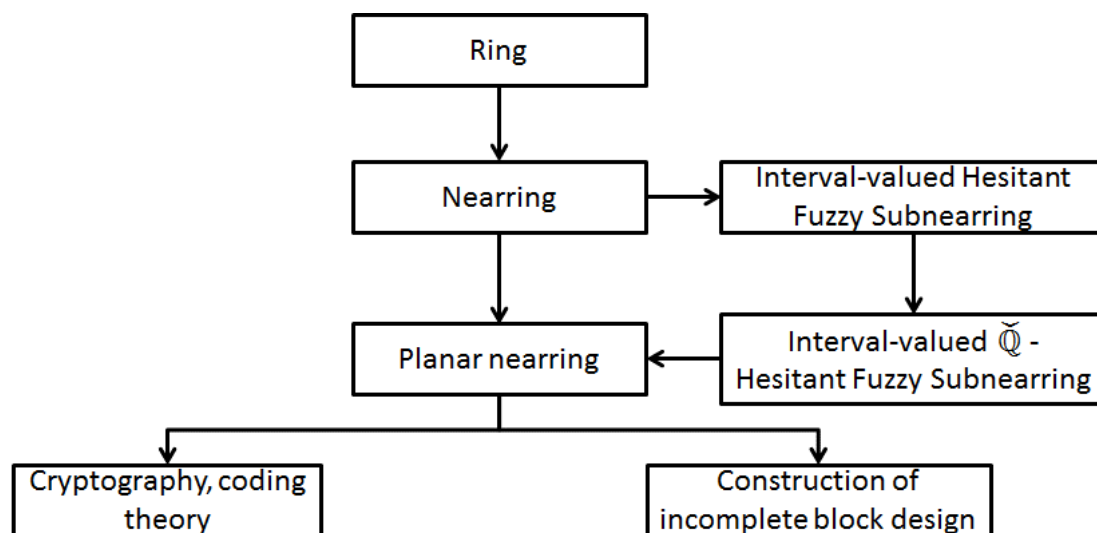 Ring
Nearring
Interval-valued Hesitant
Fuzzy Subnearring
Planar nearring
Interval-valued ℚ̌ -
Hesitant Fuzzy Subnearring
Cryptography, coding
theory
Construction of
incomplete block design